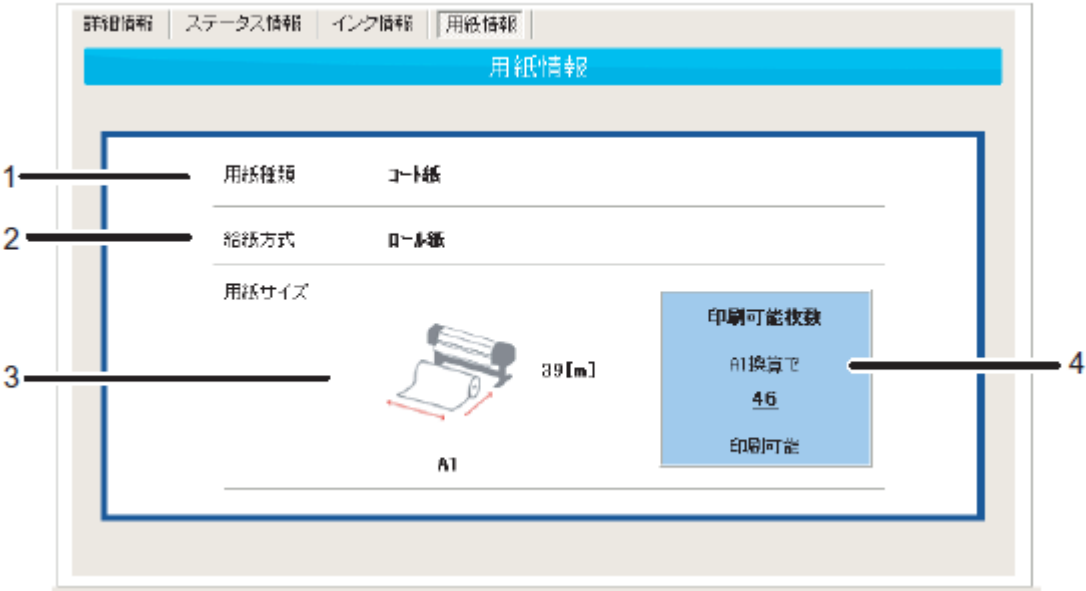 詳細情報 ステータス情報 インク情報 用紙情報
用紙情報
1 用紙種類 コート紙
2 給紙方式 ロール紙
用紙サイズ
印刷可能枚数
3 39[m] A1換算で 4
46
印刷可能
A1